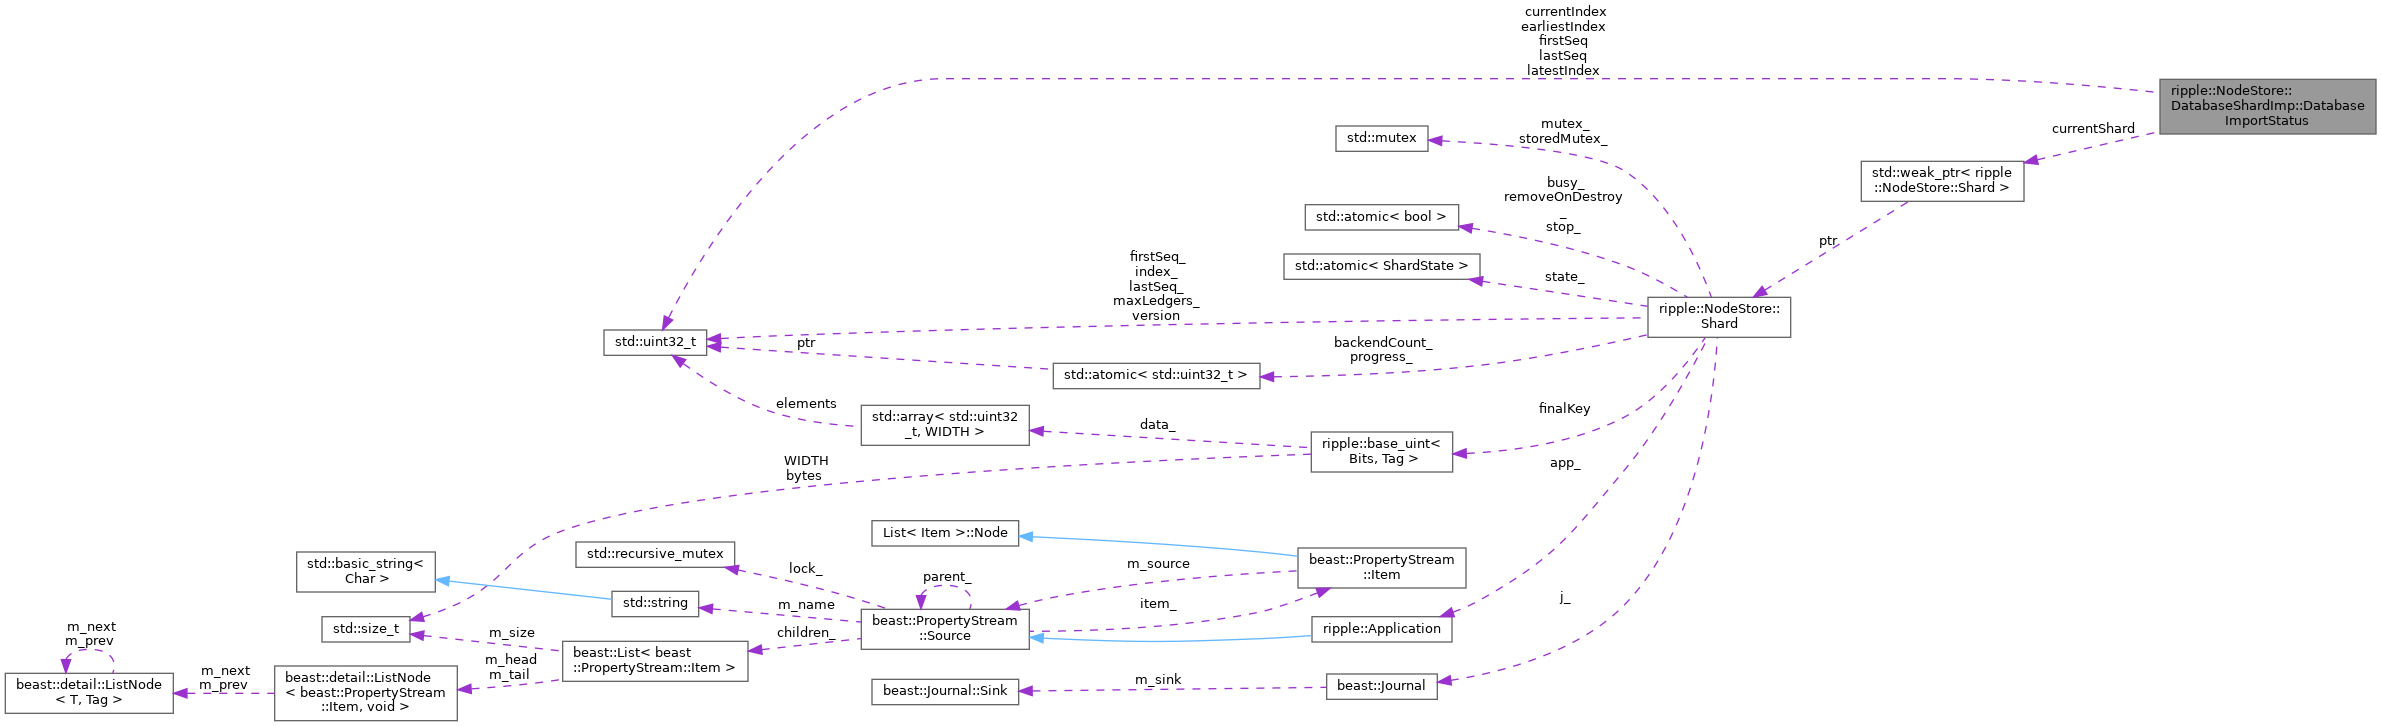 currentIndex
earliestIndex
firstSeq
lastSeq
latestIndex
ripple::NodeStore::
DatabaseShardImp::Database
ImportStatus
currentShard
mutex_
storedMutex_
std::mutex
std::weak_ptr< ripple
::NodeStore::Shard >
busy_
removeOnDestroy
_
stop_
std::atomic< bool >
ptr
firstSeq_
index_
lastSeq_
maxLedgers_
version
std::atomic< ShardState >
state_
ripple::NodeStore::
Shard
std::uint32_t
ptr
backendCount_
progress_
std::atomic< std::uint32_t >
elements
std::array< std::uint32
_t, WIDTH >
data_
finalKey
ripple::base_uint<
Bits, Tag >
WIDTH
bytes
app_
List< Item >::Node
std::recursive_mutex
std::basic_string<
Char >
lock_
parent_
m_source
beast::PropertyStream
::Item
std::string
m_name
item_
j_
beast::PropertyStream
::Source
ripple::Application
std::size_t
m_size
children_
m_next
m_prev
beast::List< beast
::PropertyStream::Item >
m_head
m_tail
m_next
m_prev
beast::detail::ListNode
< T, Tag >
beast::detail::ListNode
< beast::PropertyStream
::Item, void >
beast::Journal::Sink
m_sink
beast::Journal